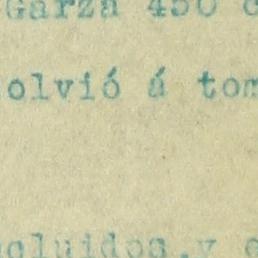 Garza 450 c
olvió á tom
cluidos.y e